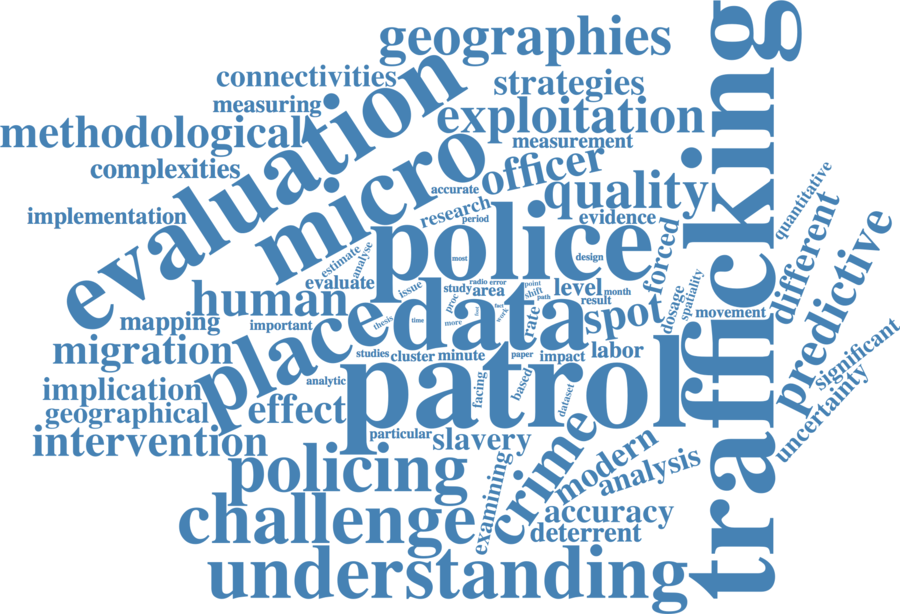 geographies
connectivities
strategies
measuring
exploitation
methodological
evaluation
measurement
complexities
micro
officer
accurate
quality
quantitative
implementation
research
period
evidence
police
trafficking
forced
different
predictive
most
design
estimate
analyse
evaluate
issue
human
study
area
radio
error
point
shift
path
level
month
result
spatiality
dosage
movement
mapping
important
thesis
time
proc
more
data
fact
work
rate
spot
place
migration
studies
cluster
minute
paper
impact
labor
significant
uncertainty
implication
analytic
geographical
effect
patrol
facing
based
dataset
intervention
particular
slavery
crime
modern
analysis
policing
examining
challenge
accuracy
deterrent
understanding